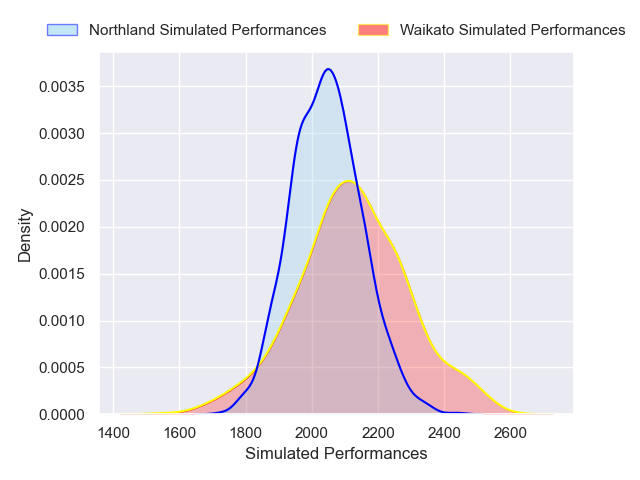 Northland Simulated Performances Waikato Simulated Performances
0.0035
0.0030
0.0025
0.0020
0.0015
0.0010
0.0005
0.0000
Density
1400 1600 1800 2000 2200 2400 2600
Simulated Performances